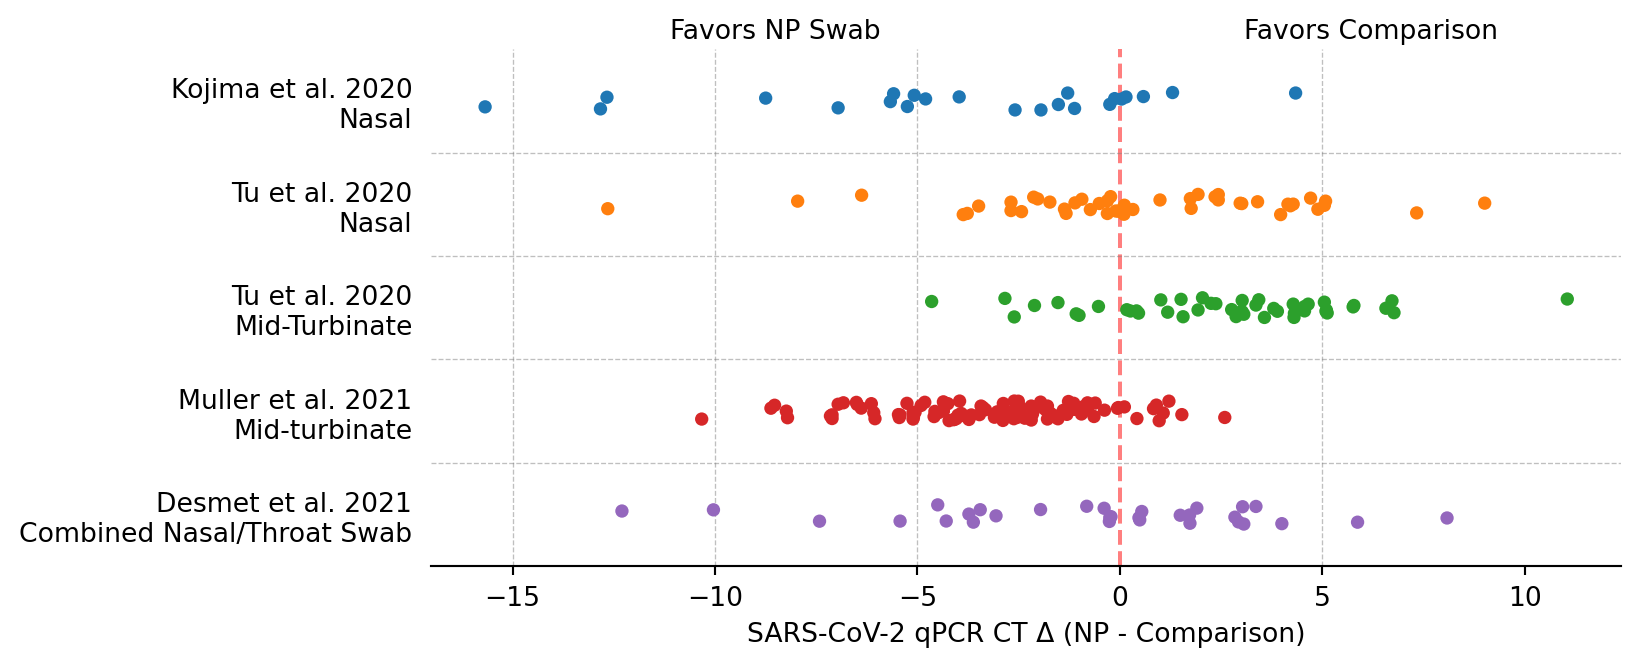 Favors NP Swab
Favors Comparison
Kojima et al. 2020
Nasal
Tu et al. 2020
Nasal
Tu et al. 2020
Mid-Turbinate
Muller et al. 2021
Mid-turbinate
Desmet et al. 2021
Combined Nasal/Throat Swab
−15 −10 −5 0 5 10
SARS-CoV-2 qPCR CT Δ (NP - Comparison)